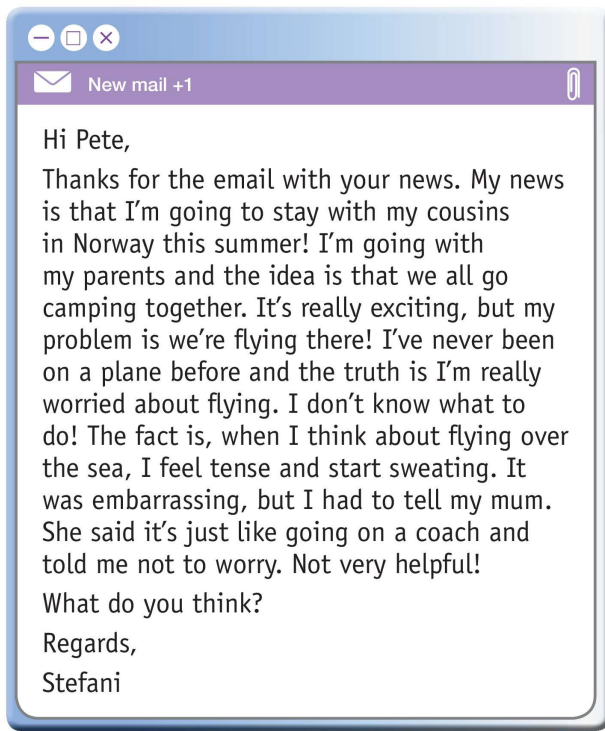 New mail +1
Hi Pete,
Thanks for the email with your news. My news
is that I'm going to stay with my cousins
in Norway this summer! I'm going with
my parents and the idea is that we all go
camping together. It's really exciting, but my
problem is we're flying there! I've never been
on a plane before and the truth is I'm really
worried about flying. I don't know what to
do! The fact is, when I think about flying over
the sea, I feel tense and start sweating. It
was embarrassing, but I had to tell my mum.
She said it's just like going on a coach and
told me not to worry. Not very helpful!
What do you think?
Regards,
Stefani